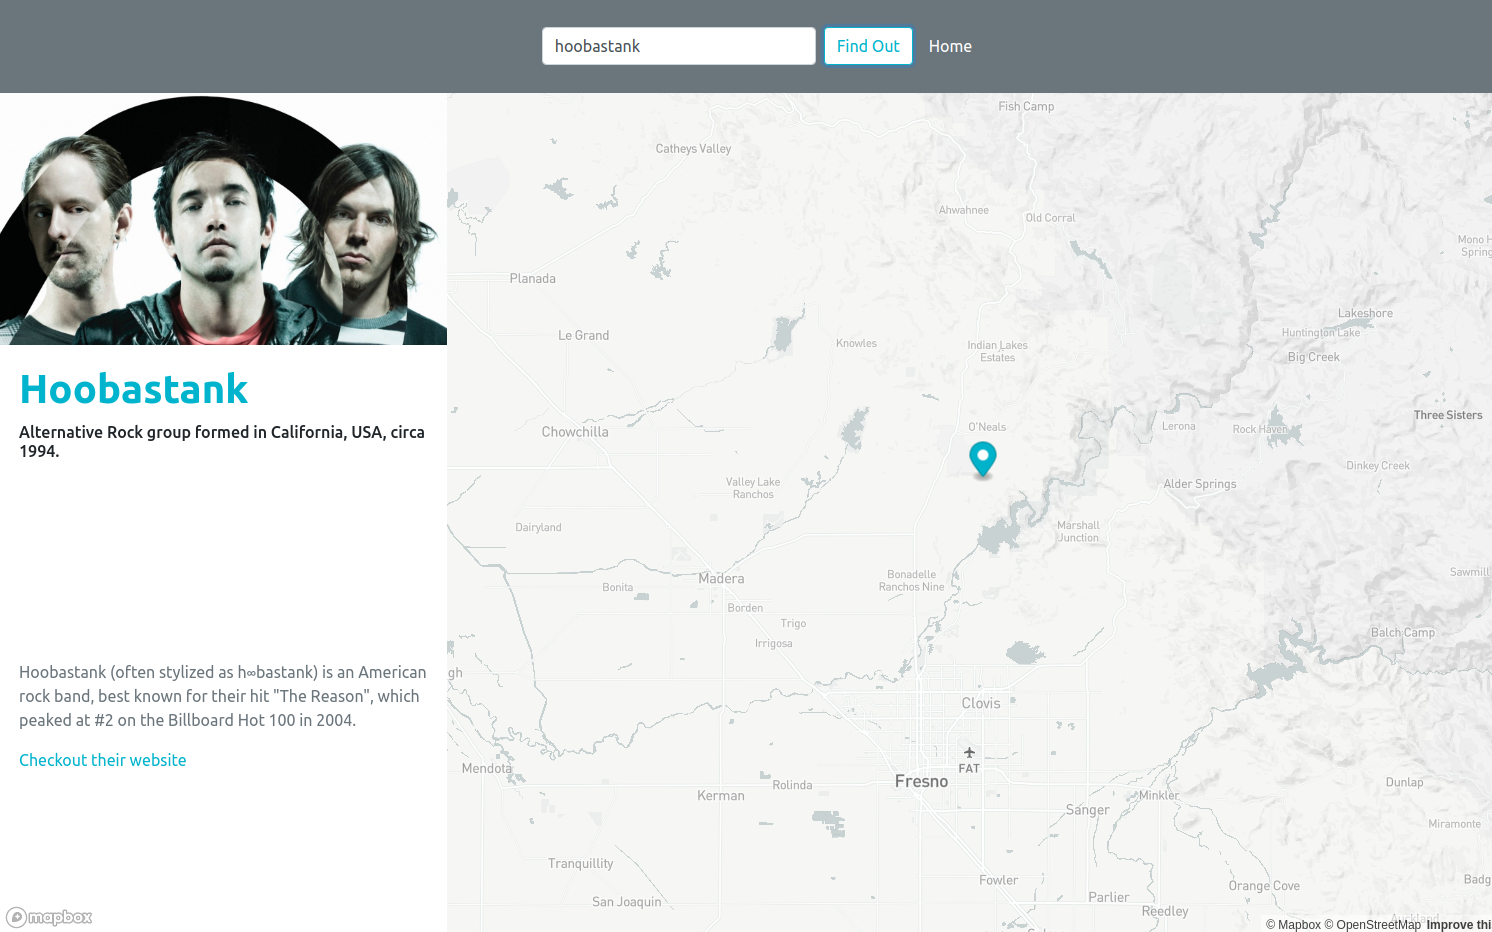 hoobastank
Find Out
Home
Hoobastank
Alternative Rock group formed in California, USA, circa
1994.
Hoobastank (often stylized as h∞bastank) is an American
rock band, best known for their hit "The Reason", which
peaked at #2 on the Billboard Hot 100 in 2004.
Checkout their website
mapbox
Fish Camp
Catheys Valley
Ahwahnee
Old Corral
Mono H
Spring
Planada
Lakeshore
Le Grand
Huntington Lake
Knowles
Indian Lakes
Estates
Big Creek
Three Sisters
O'Neals
Lerona
Rock Haven
Chowchilla
Dinkey Creek
Valley Lake
Ranchos
Alder Springs
Dairyland
Marshall
Junction
Bonadelle
Ranchos Nine
Sawmill
Madera
Bonita
Borden
Trigo
Balch Camp
Irrigosa
gh
Clovis
FAT
Mendota
Fresno
Rolinda
Dunlap
Kerman
Minkler
Sanger
Miramonte
Tranquillity
Fowler
Orange Cove
Badg
San Joaquin
Parlier
Reedley
Auckland
© Mapbox © OpenStreetMap Improve thi